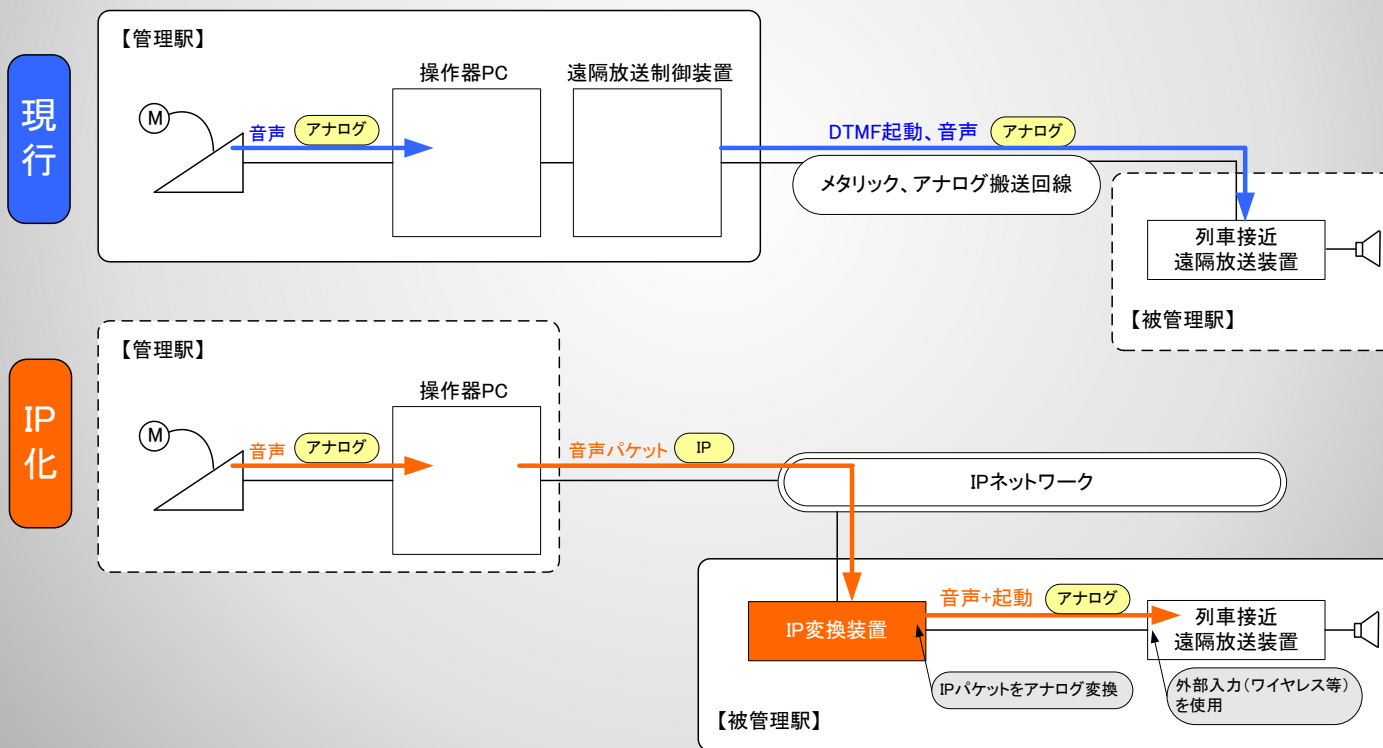 現行
【管理駅】
操作器PC
遠隔放送制御装置
M
音声
アナログ
DTMF起動、音声
アナログ
メタリック、アナログ搬送回線
列車接近
遠隔放送装置
【被管理駅】
IP化
【管理駅】
操作器PC
M
音声
アナログ
音声パケット
IP
IPネットワーク
IP変換装置
音声+起動
アナログ
列車接近
遠隔放送装置
IPパケットをアナログ変換
外部入力(ワイヤレス等)
を使用
【被管理駅】